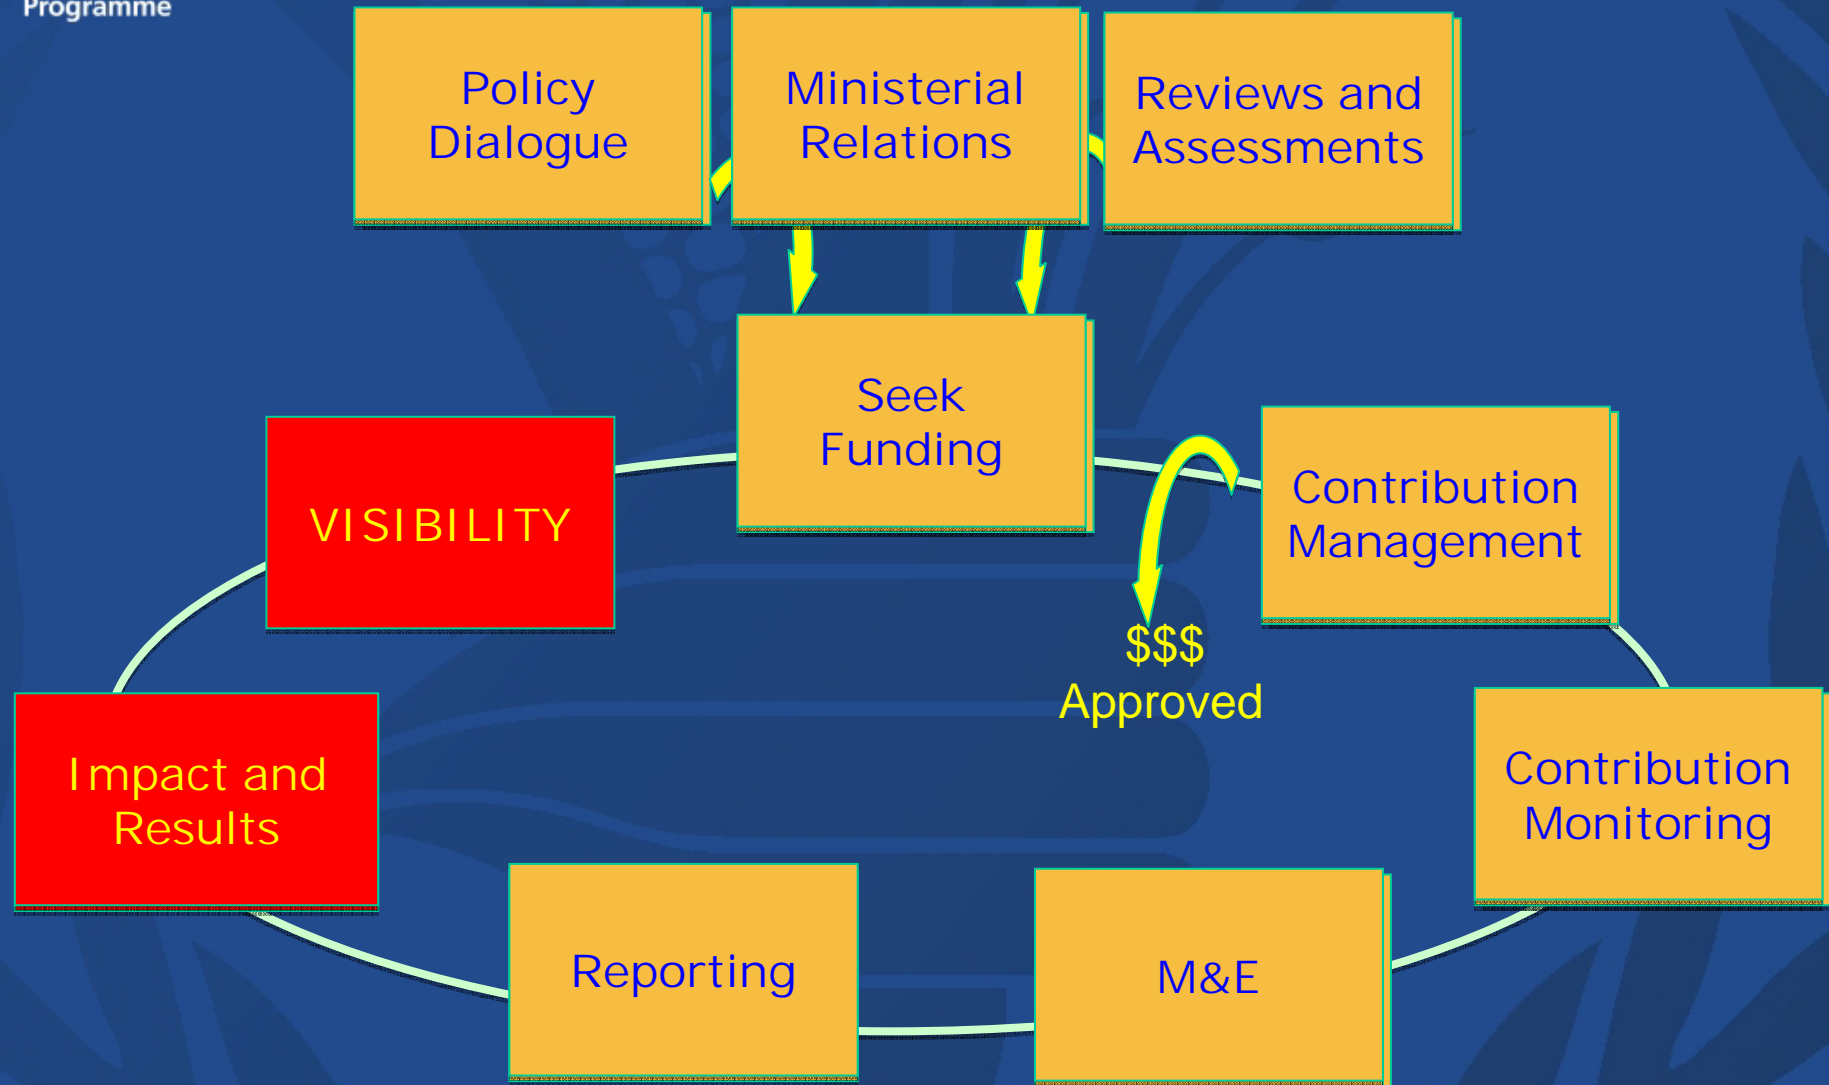 Programme
Policy
Dialogue
Ministerial
Relations
Reviews and
Assessments
Seek
Funding
VISIBILITY
Contribution
Management
$$$
Approved
Impact and
Results
Contribution
Monitoring
Reporting
M&E